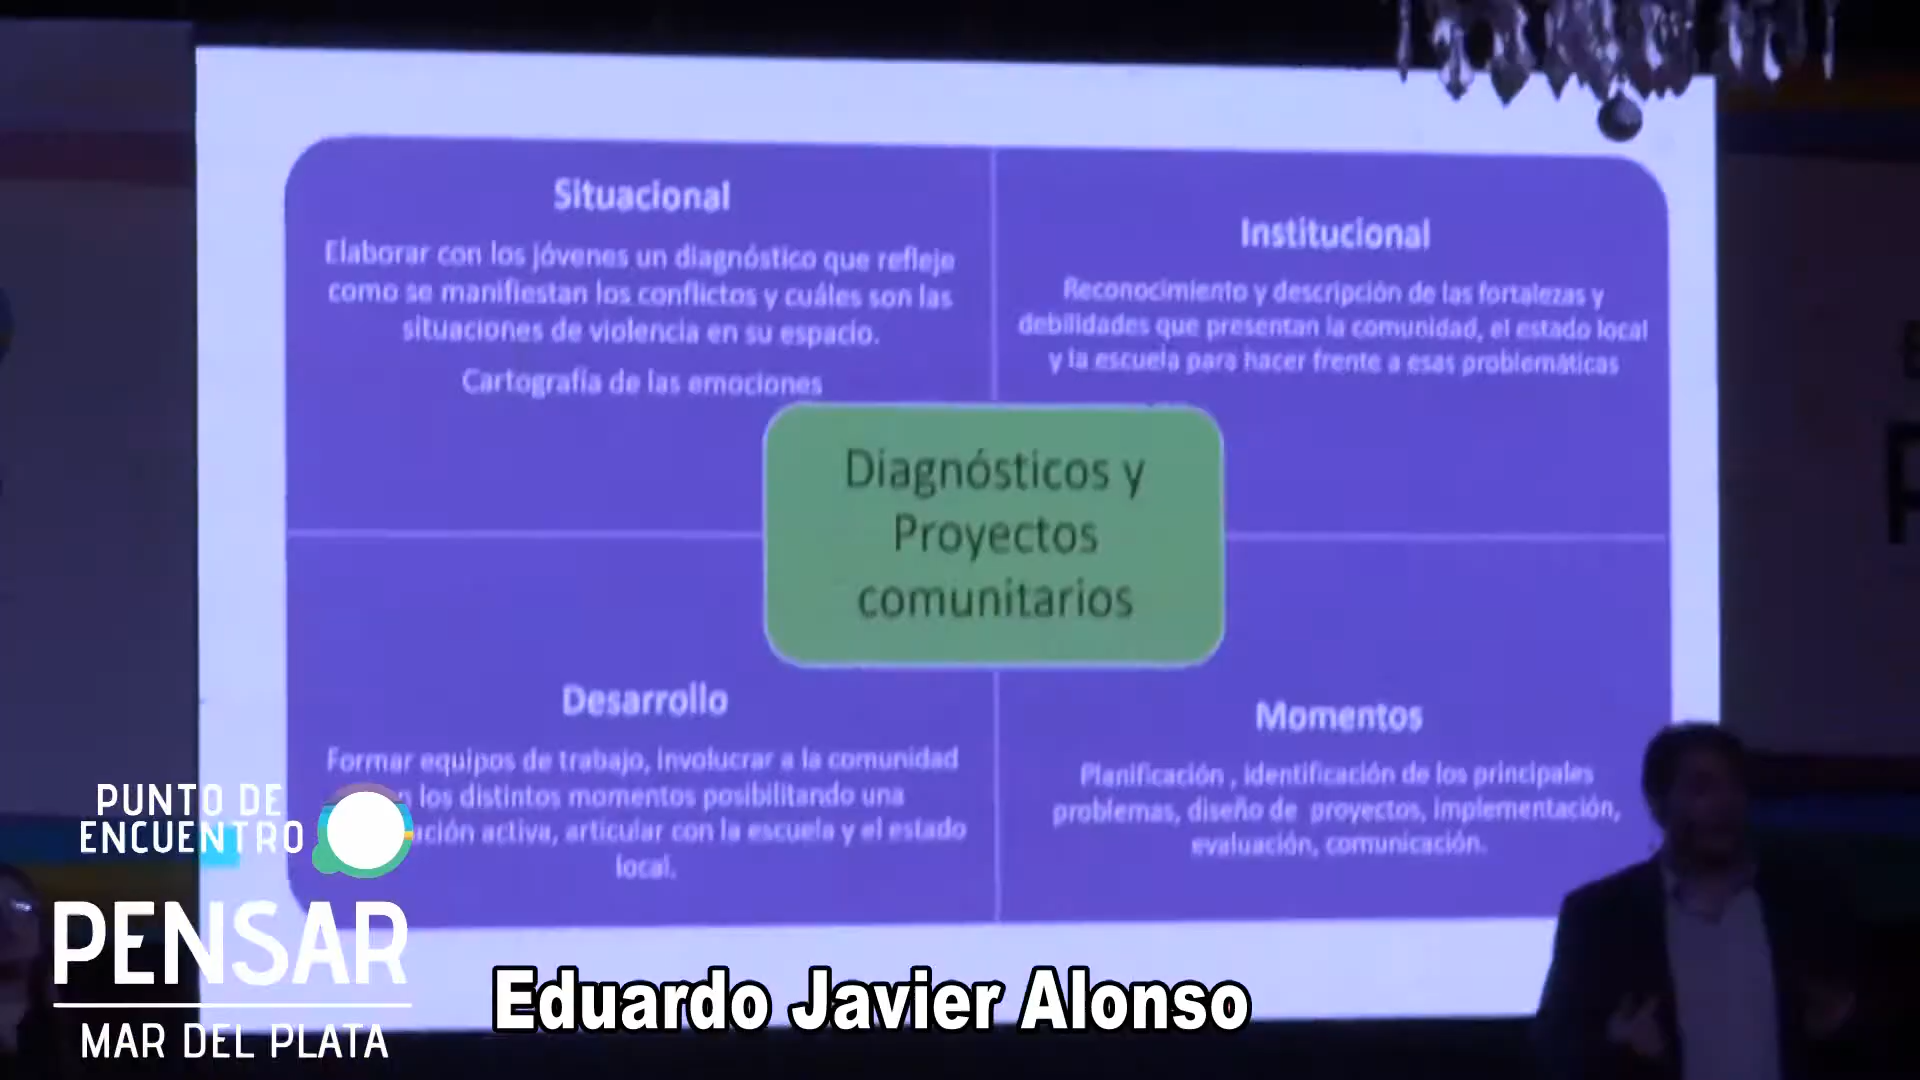 Situacional
Elaborar con los jóvenes un diagnóstico que refleje
como se manifiestan los conflictos y cuáles son las
situaciones de violencia en su espacio.
Cartografía de las emociones
Institucional
Reconocimiento y descripción de las fortalezas y
debilidades que presentan la comunidad, el estado local
y la escuela para hacer frente a esas problemáticas
Diagnósticos y
Proyectos
comunitarios
Desarrollo
Formar equipos de trabajo, involucrar a la comunidad
los distintos momentos posibilitando una
activa, articular con la escuela y el estado
local.
Momentos
Planificación , identificación de los principales
problemas, diseño de proyectos, implementación,
evaluación, comunicación.
PUNTO DE
ENCUENTRO
PENSAR
MAR DEL PLATA
Eduardo Javier Alonso